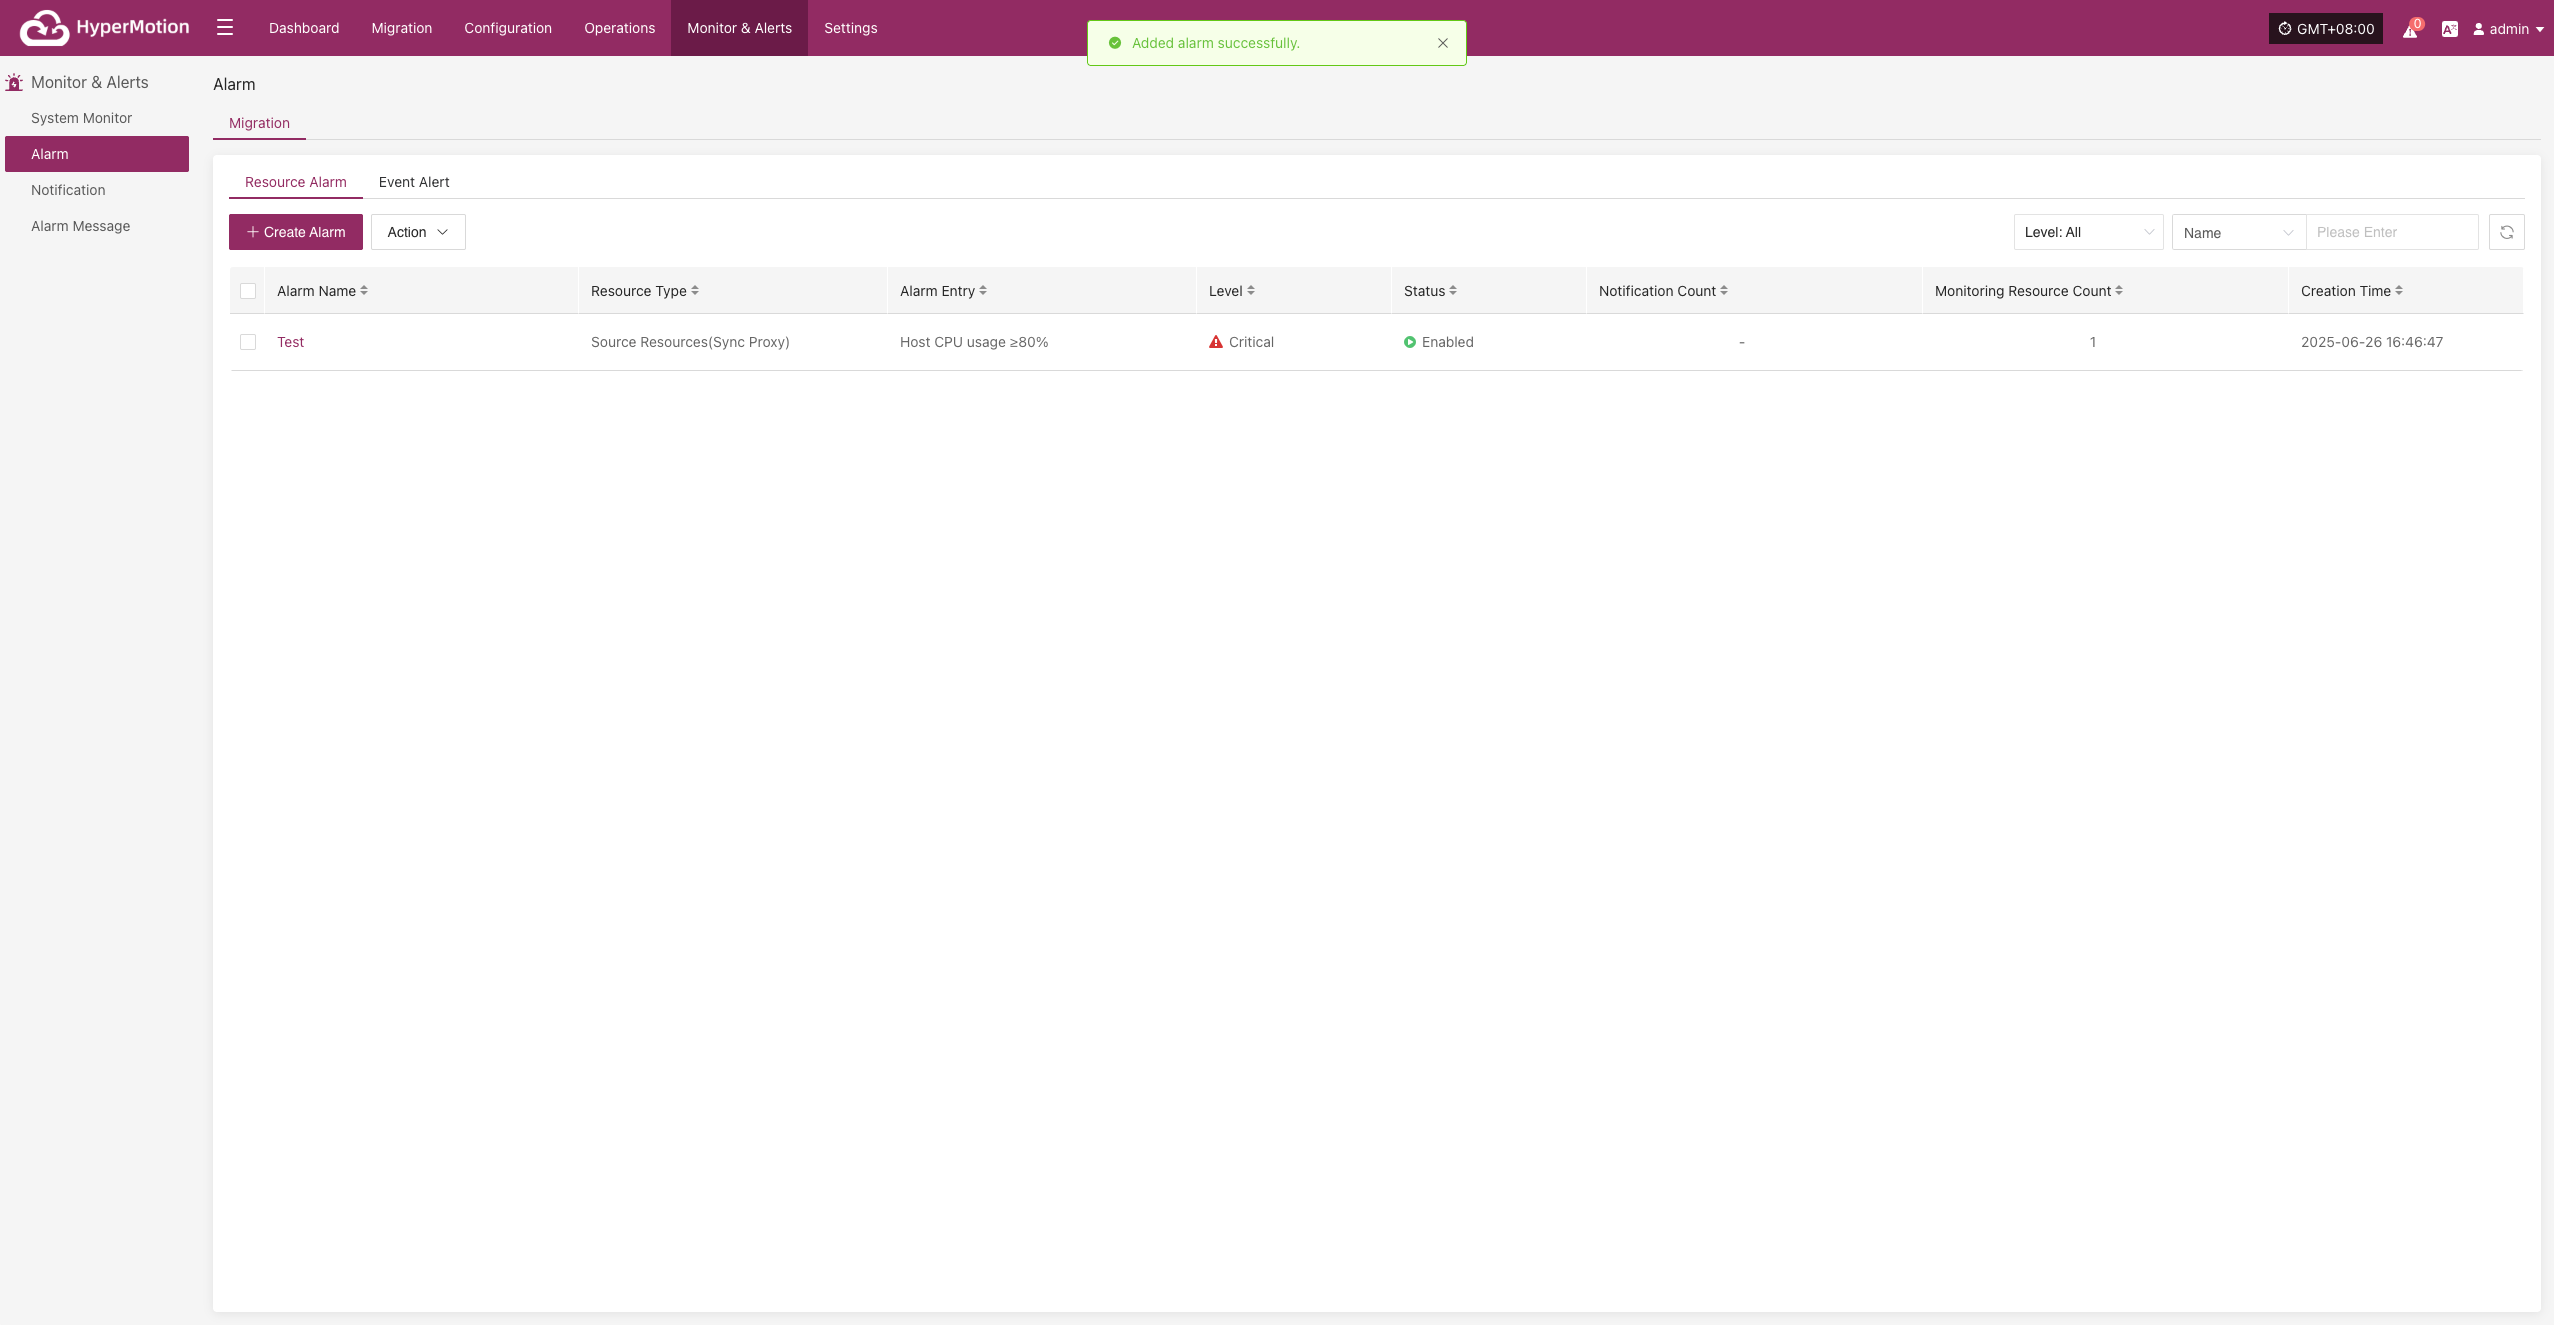 HyperMotion
Dashboard
Migration
Configuration
Operations
Monitor & Alerts
Settings
Added alarm successfully.
GMT+08:00
0
admin
Monitor & Alerts
System Monitor
Alarm
Notification
Alarm Message
Alarm
Migration
Resource Alarm
Event Alert
Create Alarm
Action
Level: All
Name
Please Enter
Alarm Name
Resource Type
Alarm Entry
Level
Status
Notification Count
Monitoring Resource Count
Creation Time
Test
Source Resources(Sync Proxy)
Host CPU usage ≥80%
Critical
Enabled
-
1
2025-06-26 16:46:47